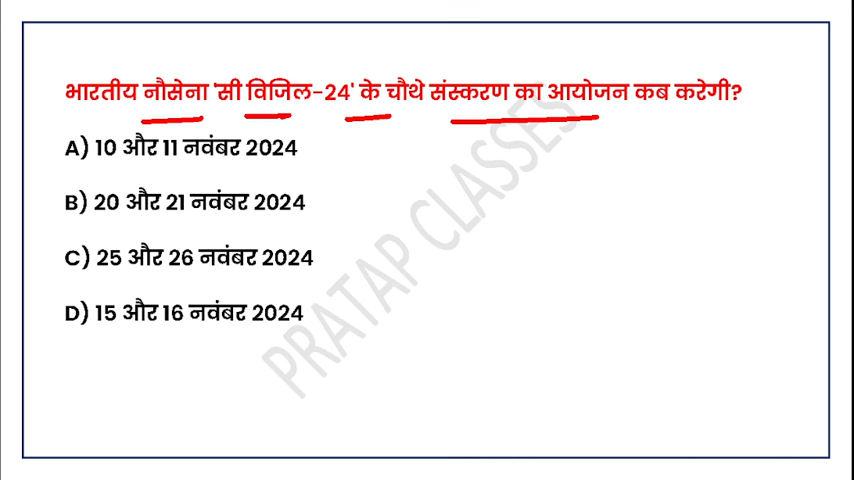 भारतीय नौसेना 'सी विजिल-24' के चौथे संस्करण का आयोजन कब करेगी?
A) 10 और 11 नवंबर 2024
B) 20 और 21 नवंबर 2024
C) 25 और 26 नवंबर 2024
D) 15 और 16 नवंबर 2024
PRATAP CLASSES